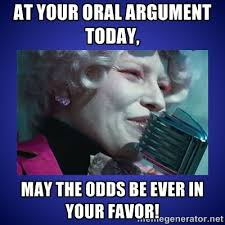 AT YOUR ORAL ARGUMENT
TODAY,
MAY THE ODDS BE EVER IN
YOUR FAVOR!
memegenerator.net